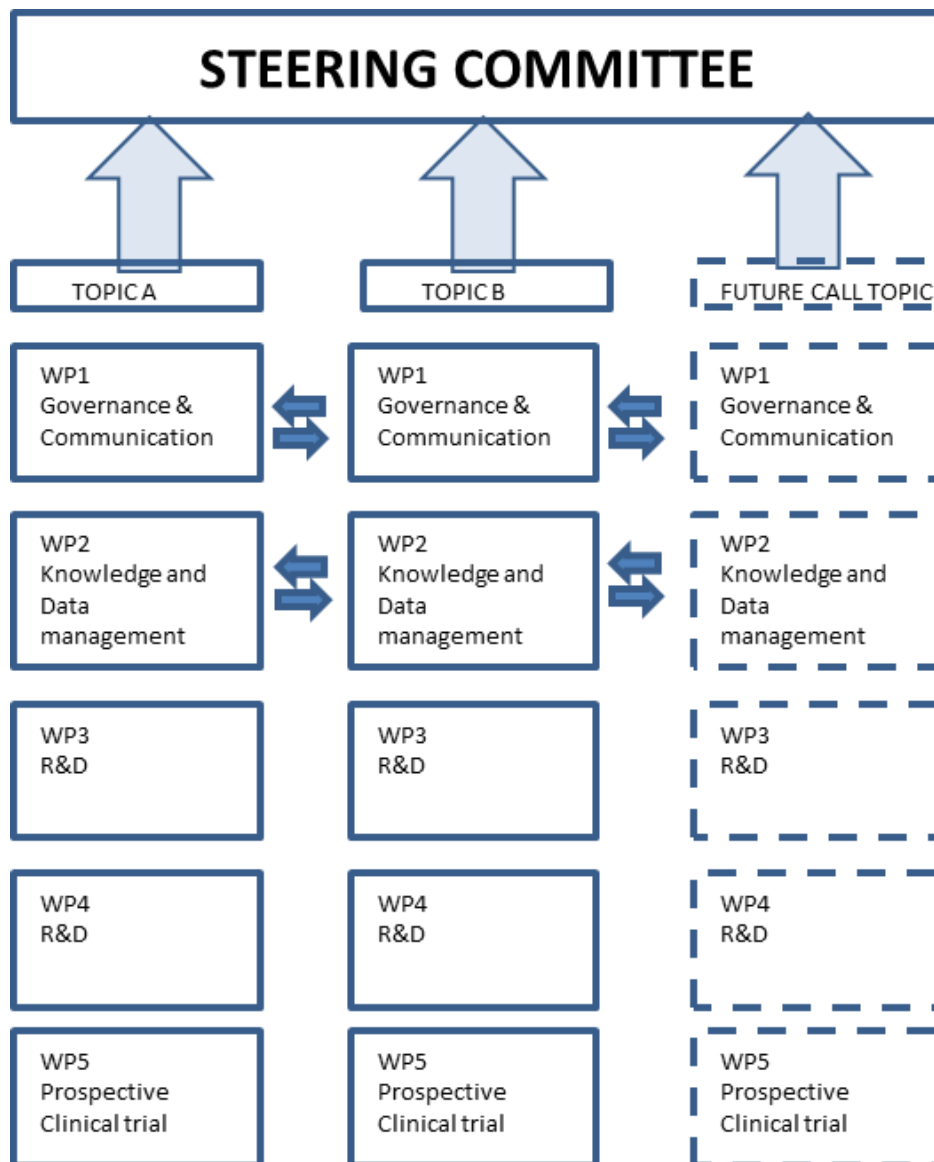 STEERING COMMITTEE
TOPIC A
TOPIC B
FUTURE CALL TOPIC
WP1
Governance &
Communication
WP1
Governance &
Communication
WP1
Governance &
Communication
WP2
Knowledge and
Data
management
WP2
Knowledge and
Data
management
WP2
Knowledge and
Data
management
WP3
R&D
WP3
R&D
WP3
R&D
WP4
R&D
WP4
R&D
WP4
R&D
WP5
Prospective
Clinical trial
WP5
Prospective
Clinical trial
WP5
Prospective
Clinical trial